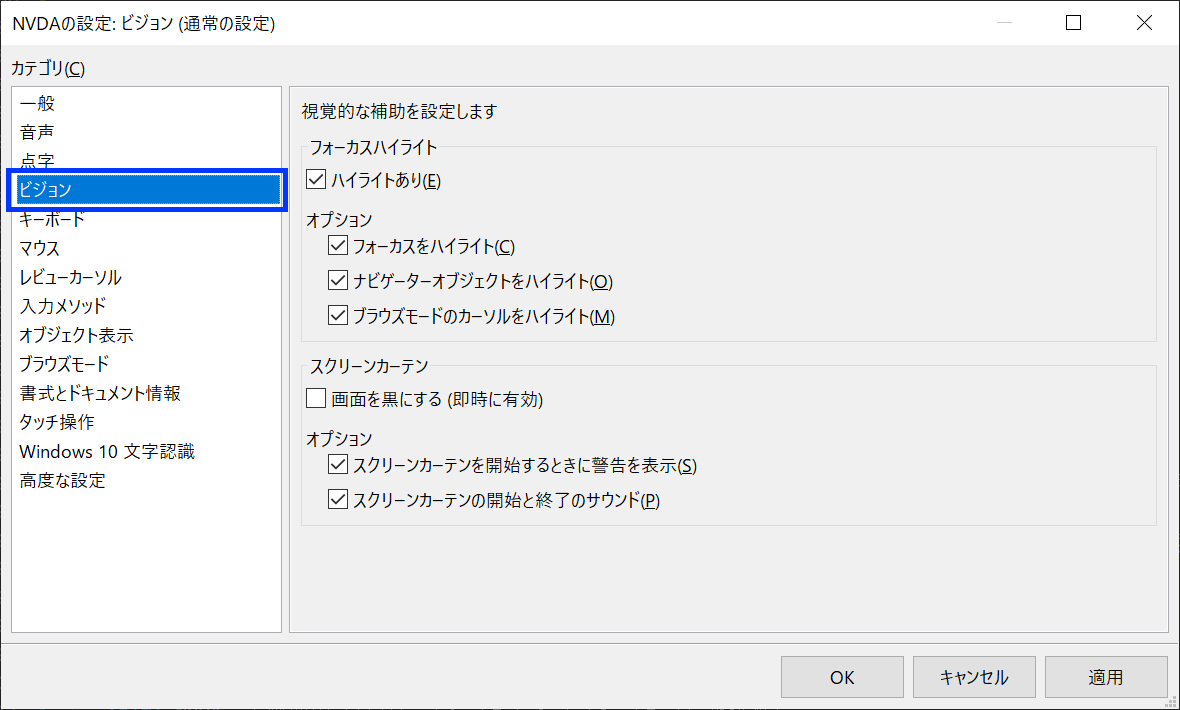 NVDAの設定: ビジョン (通常の設定)
カテゴリ(C)
一般
音声
点字
ビジョン
キーボード
マウス
レビューカーソル
入力メソッド
オブジェクト表示
ブラウズモード
書式とドキュメント情報
タッチ操作
Windows 10 文字認識
高度な設定
視覚的な補助を設定します
フォーカスハイライト
ハイライトあり(E)
オプション
フォーカスをハイライト(C)
ナビゲーターオブジェクトをハイライト(O)
ブラウズモードのカーソルをハイライト(M)
スクリーンカーテン
画面を黒にする (即時に有効)
オプション
スクリーンカーテンを開始するときに警告を表示(S)
スクリーンカーテンの開始と終了のサウンド(P)
OK
キャンセル
適用